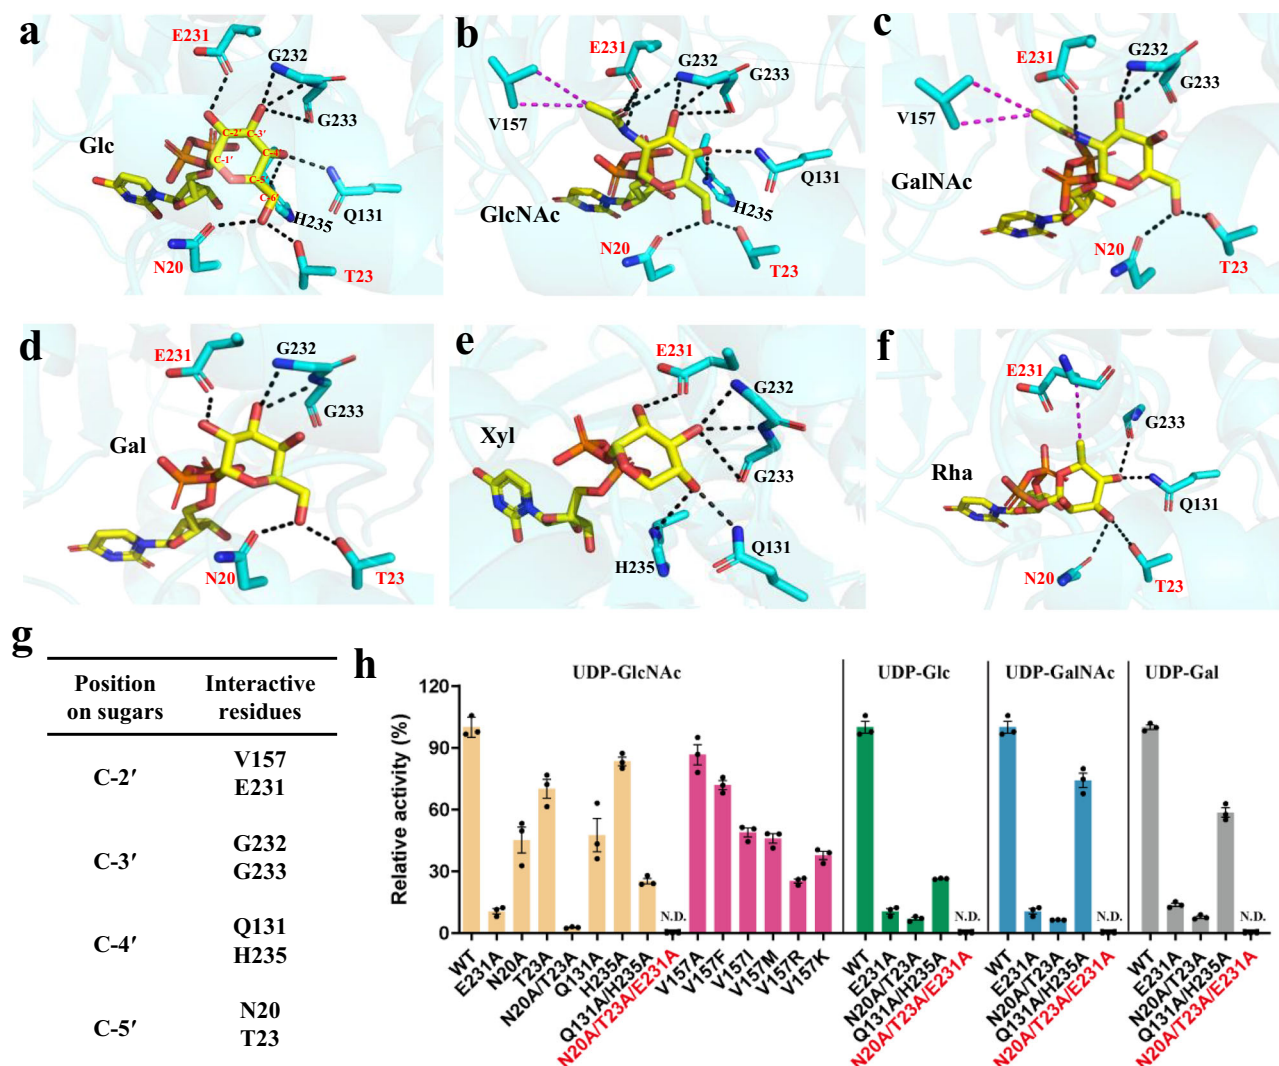 a
E231
G232
G233
Glc
C-2'
C-3'
C-1'
C-4'
C-5'
C-6'
Q131
H235
N20
T23
b
E231
G232
G233
V157
GlcNAc
Q131
H235
N20
T23
c
E231
G232
G233
V157
GalNAc
N20
T23
d
E231
G232
G233
Gal
N20
T23
e
E231
G232
Xyl
G233
H235
Q131
f
E231
G233
Rha
Q131
N20
T23
g
Position on sugars
Interactive residues
C-2′
V157
E231
C-3′
G232
G233
C-4′
Q131
H235
C-5′
N20
T23
h
UDP-GlcNAc
UDP-Glc
UDP-GalNAc
UDP-Gal
Relative activity (%)
120
90
60
30
0
N.D.
N.D.
N.D.
N.D.
WT
E231A
N20A
T23A
N20A/T23A
Q131A
H235A
Q131A/H235A
N20A/T23A/E231A
V157A
V157F
V157I
V157M
V157R
V157K
WT
E231A
N20A/T23A
Q131A/H235A
N20A/T23A/E231A
WT
E231A
N20A/T23A
Q131A/H235A
N20A/T23A/E231A
WT
E231A
N20A/T23A
Q131A/H235A
N20A/T23A/E231A